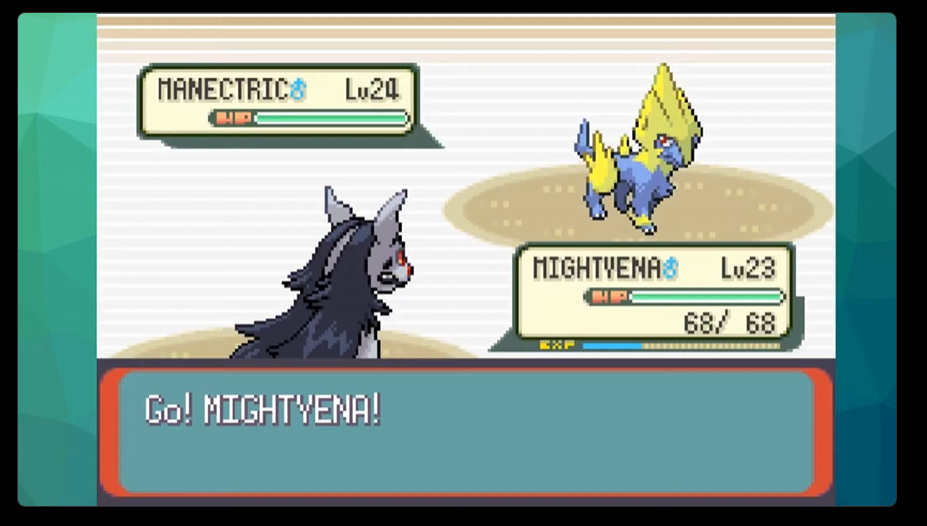 MANECTRIC♂ Lv24
HP
MIGHTYENA♂ Lv23
HP
68/ 68
EXP
Go! MIGHTYENA!